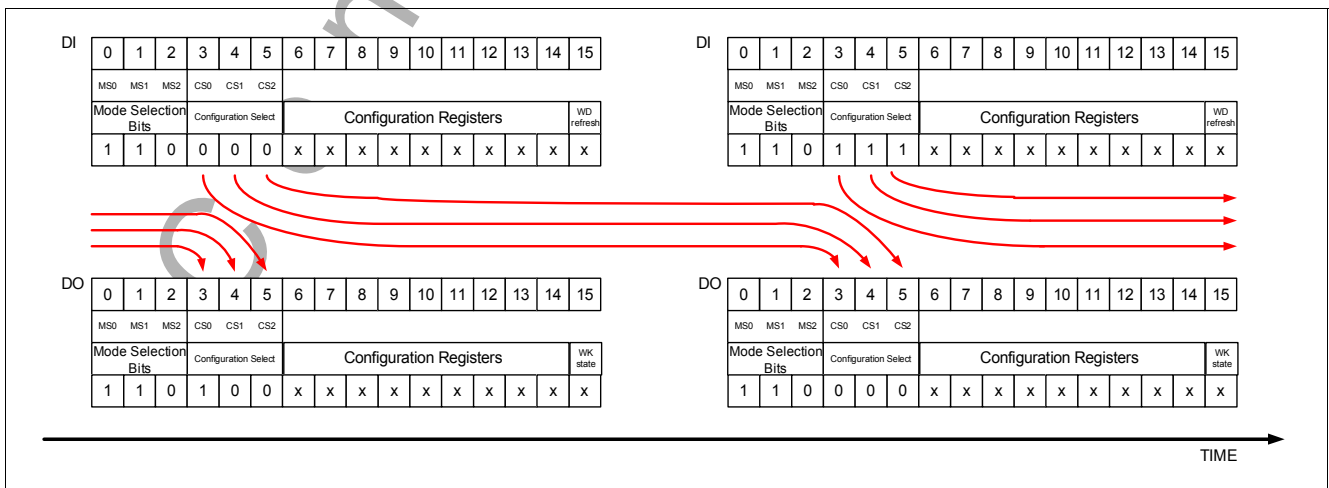 DI 0 1 2 3 4 5 6 7 8 9 10 11 12 13 14 15
MS0 MS1 MS2 CS0 CS1 CS2
Mode Selection Bits Configuration Select Configuration Registers WD refresh
1 1 0 0 0 0 x x x x x x x x x x
DI 0 1 2 3 4 5 6 7 8 9 10 11 12 13 14 15
MS0 MS1 MS2 CS0 CS1 CS2
Mode Selection Bits Configuration Select Configuration Registers WD refresh
1 1 0 1 1 1 x x x x x x x x x x
DO 0 1 2 3 4 5 6 7 8 9 10 11 12 13 14 15
MS0 MS1 MS2 CS0 CS1 CS2
Mode Selection Bits Configuration Select Configuration Registers WK state
1 1 0 1 0 0 x x x x x x x x x x
DO 0 1 2 3 4 5 6 7 8 9 10 11 12 13 14 15
MS0 MS1 MS2 CS0 CS1 CS2
Mode Selection Bits Configuration Select Configuration Registers WK state
1 1 0 0 0 0 x x x x x x x x x x
TIME